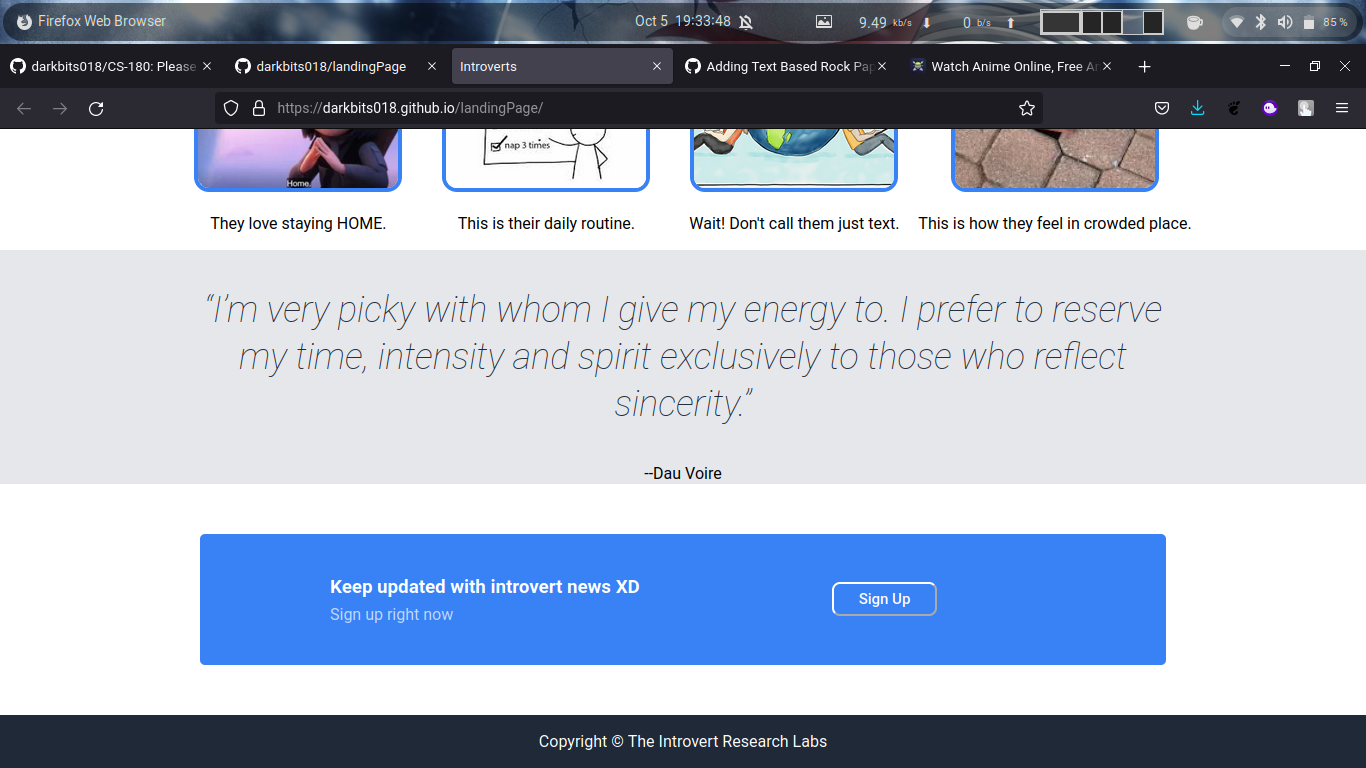 Firefox Web Browser
Oct 5 19:33:48
9.49 kb/s
0 b/s
85 %
darkbits018/CS-180: Please
darkbits018/landingPage
Introverts
Adding Text Based Rock Pap
Watch Anime Online, Free An
https://darkbits018.github.io/landingPage/
Home.
nap 3 times
They love staying HOME.
This is their daily routine.
Wait! Don't call them just text.
This is how they feel in crowded place.
“I’m very picky with whom I give my energy to. I prefer to reserve
my time, intensity and spirit exclusively to those who reflect
sincerity.”
--Dau Voire
Keep updated with introvert news XD
Sign up right now
Sign Up
Copyright © The Introvert Research Labs